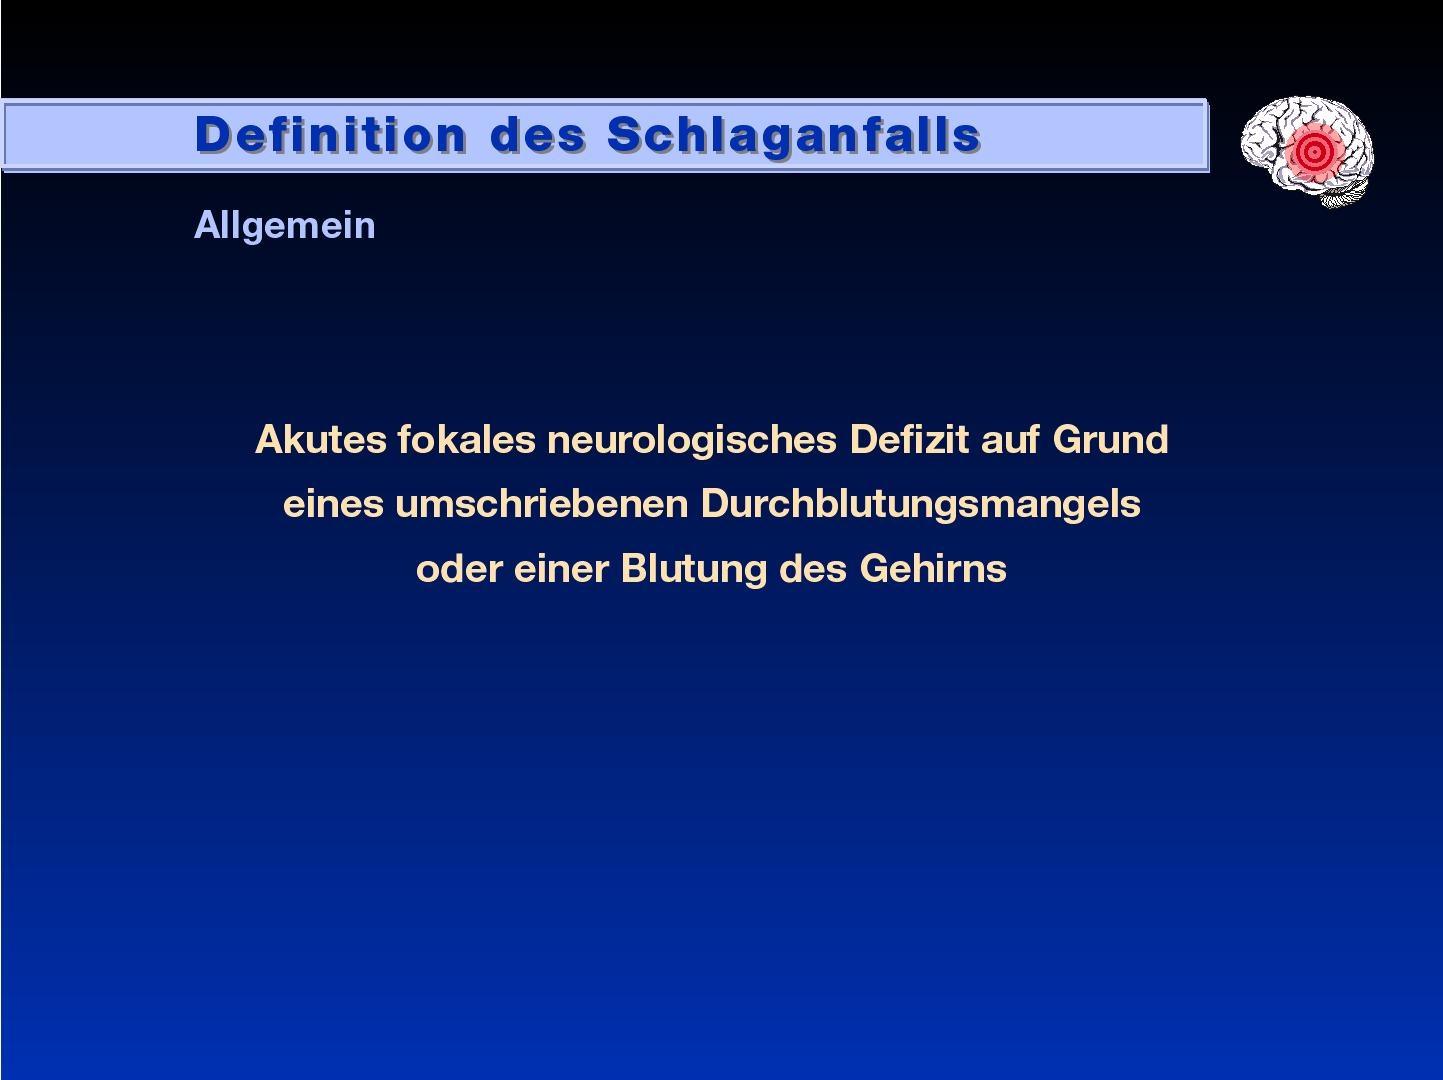 Definition des Schlaganfalls
Allgemein
Akutes fokales neurologisches Defizit auf Grund
eines umschriebenen Durchblutungsmangels
oder einer Blutung des Gehirns